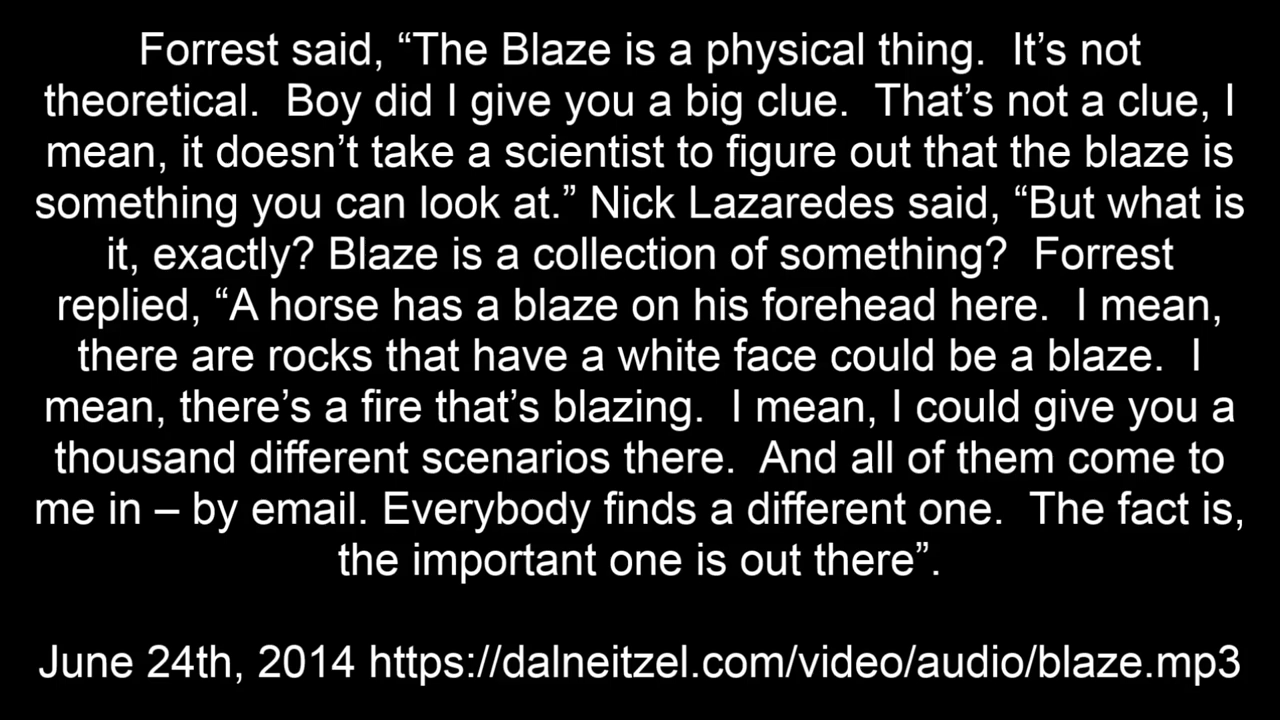 Forrest said, “The Blaze is a physical thing.  It’s not
theoretical.  Boy did I give you a big clue.  That’s not a clue, I
mean, it doesn’t take a scientist to figure out that the blaze is
something you can look at.” Nick Lazaredes said, “But what is
it, exactly? Blaze is a collection of something?  Forrest
replied, “A horse has a blaze on his forehead here.  I mean,
there are rocks that have a white face could be a blaze.  I
mean, there’s a fire that’s blazing.  I mean, I could give you a
thousand different scenarios there.  And all of them come to
me in – by email. Everybody finds a different one.  The fact is,
the important one is out there”.
June 24th, 2014 https://dalneitzel.com/video/audio/blaze.mp3